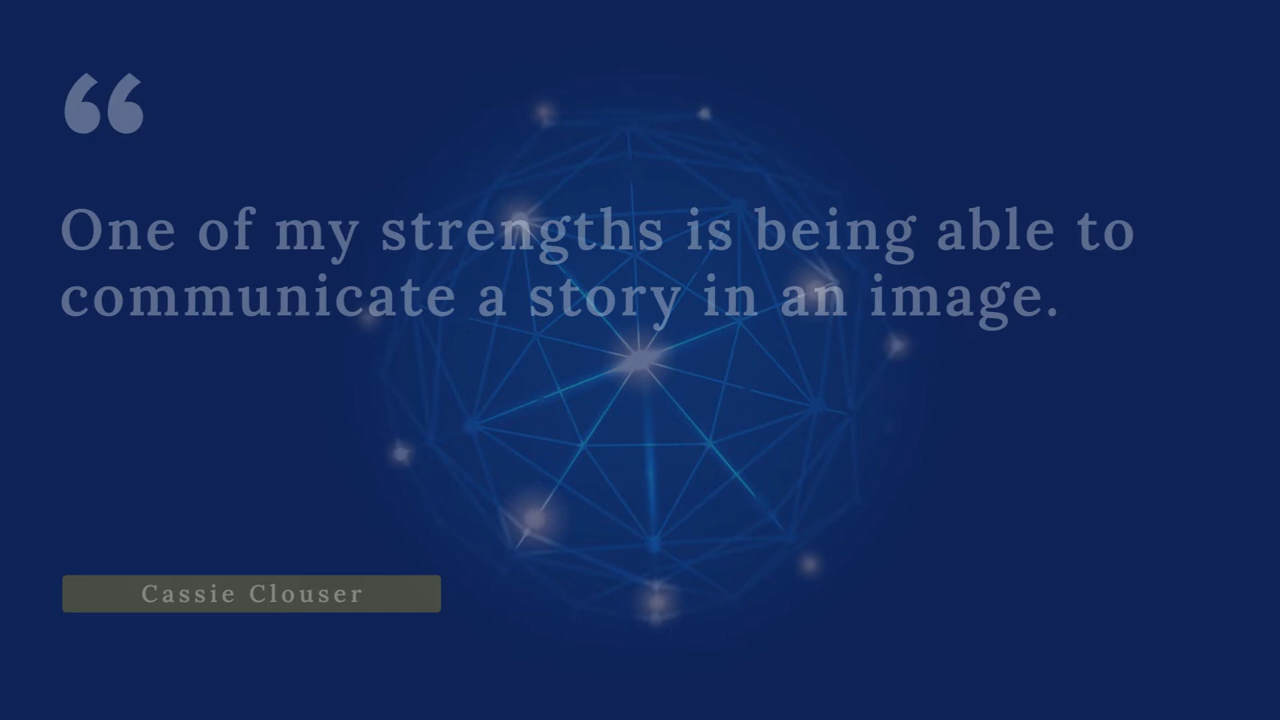 “
One of my strengths is being able to
communicate a story in an image.
Cassie Clouser